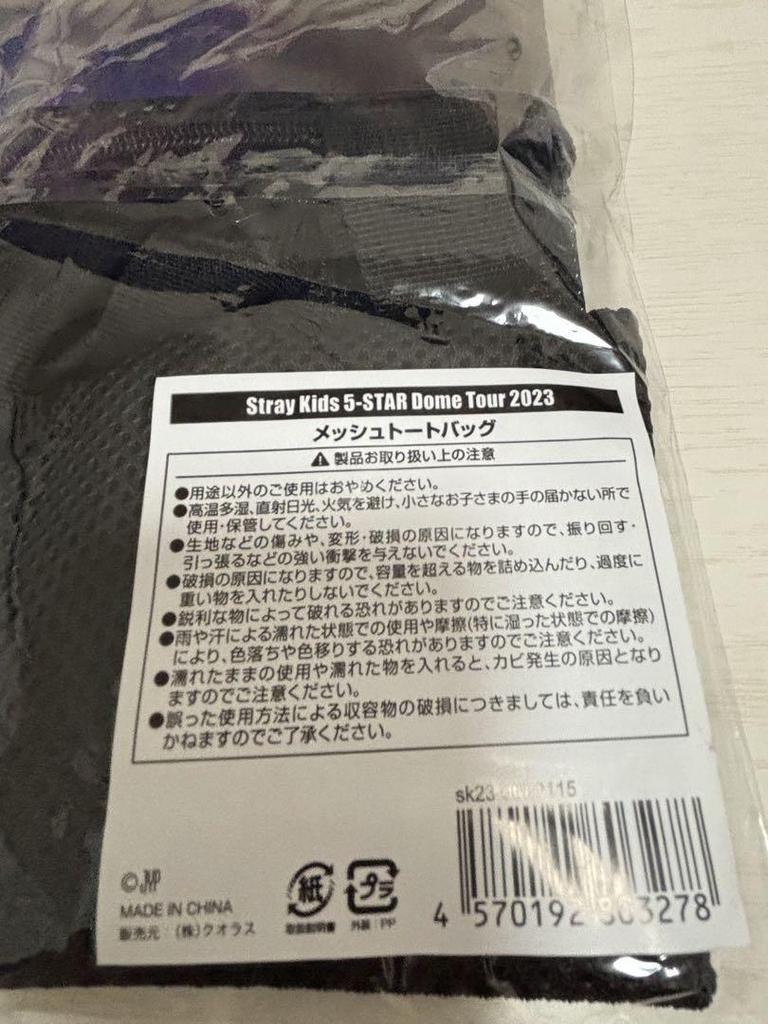 Stray Kids 5-STAR Dome Tour 2023
メッシュトートバッグ
⚠製品お取り扱い上の注意
●用途以外のご使用はおやめください。
●高温多湿、直射日光、火気を避け、小さなお子さまの手の届かない所で
使用・保管してください。
●生地などの傷みや、変形・破損の原因になりますので、振り回す・
引っ張るなどの強い衝撃を与えないでください。
●破損の原因になりますので、容量を超える物を詰め込んだり、過度に
重い物を入れたりしないでください。
●鋭利な物によって破れる恐れがありますのでご注意ください。
●雨や汗による濡れた状態での使用や摩擦(特に湿った状態での摩擦)
により、色落ちや色移りする恐れがありますのでご注意ください。
●濡れたままの使用や濡れた物を入れると、カビ発生の原因となり
ますのでご注意ください。
●誤った使用方法による収容物の破損につきましては、責任を負い
かねますのでご了承ください。
sk23
©JYP
MADE IN CHINA
販売元:(株)クオラス
紙
取扱説明書
プラ
外装:PP
4 570192 3278